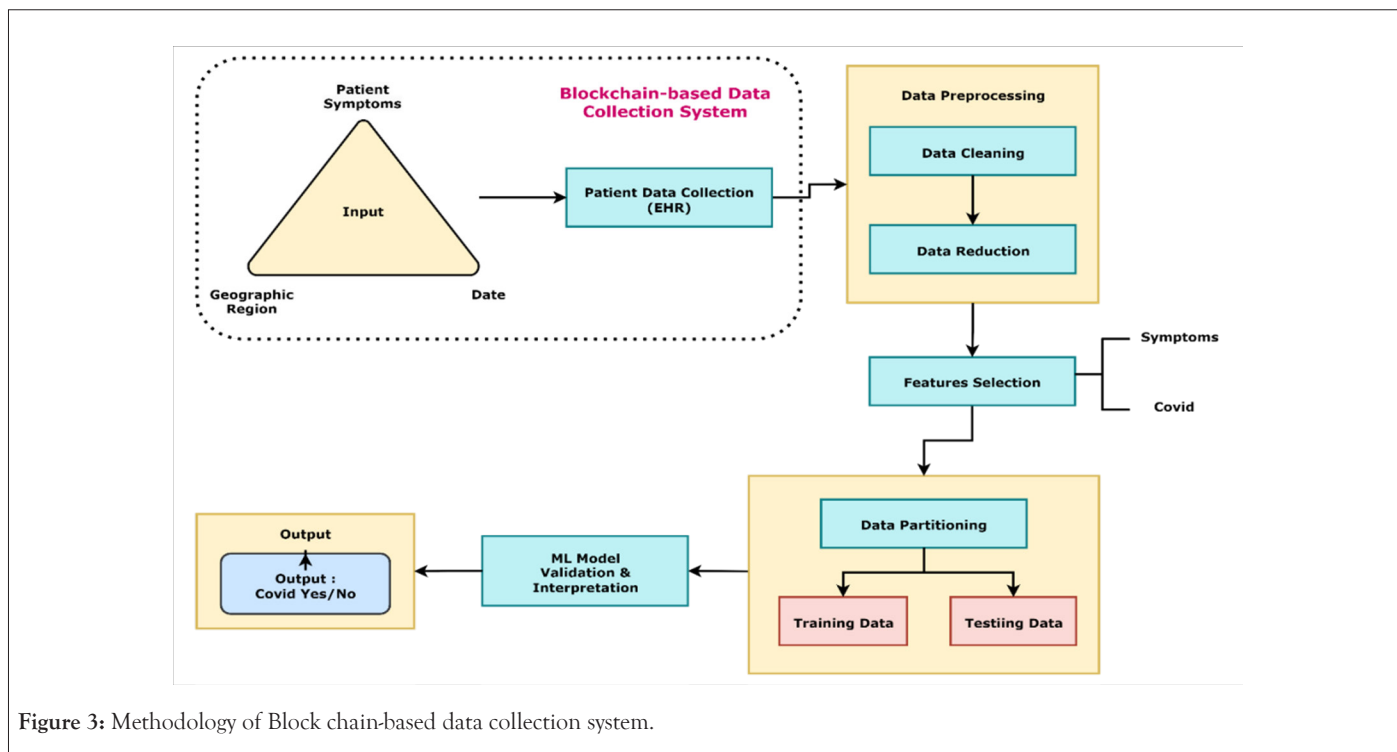 Patient
Symptoms
Blockchain-based Data
Collection System
Input
Geographic
Region
Date
Patient Data Collection
(EHR)
Data Preprocessing
Data Cleaning
Data Reduction
Features Selection
Symptoms
Covid
Data Partitioning
Training Data
Testiing Data
ML Model
Validation &
Interpretation
Output
Output :
Covid Yes/No
Figure 3: Methodology of Block chain-based data collection system.